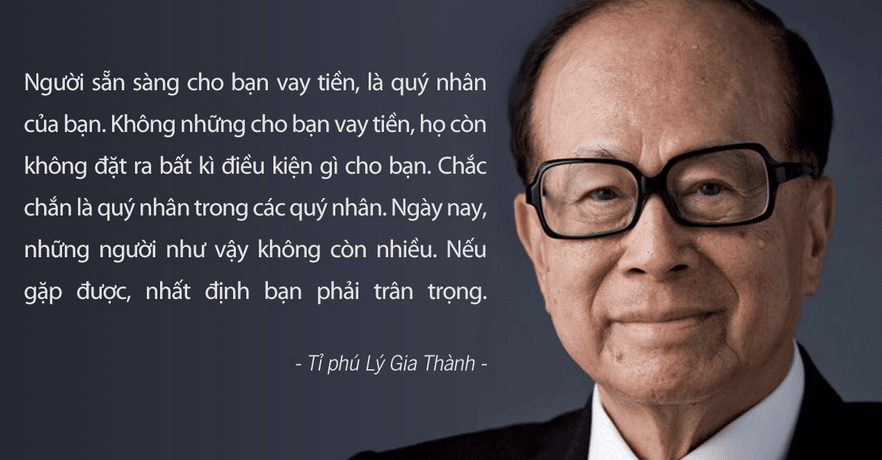 Người sẵn sàng cho bạn vay tiền, là quý nhân
của bạn. Không những cho bạn vay tiền, họ còn
không đặt ra bất kì điều kiện gì cho bạn. Chắc
chắn là quý nhân trong các quý nhân. Ngày nay,
những người như vậy không còn nhiều. Nếu
gặp được, nhất định bạn phải trân trọng.
- Tỉ phú Lý Gia Thành -